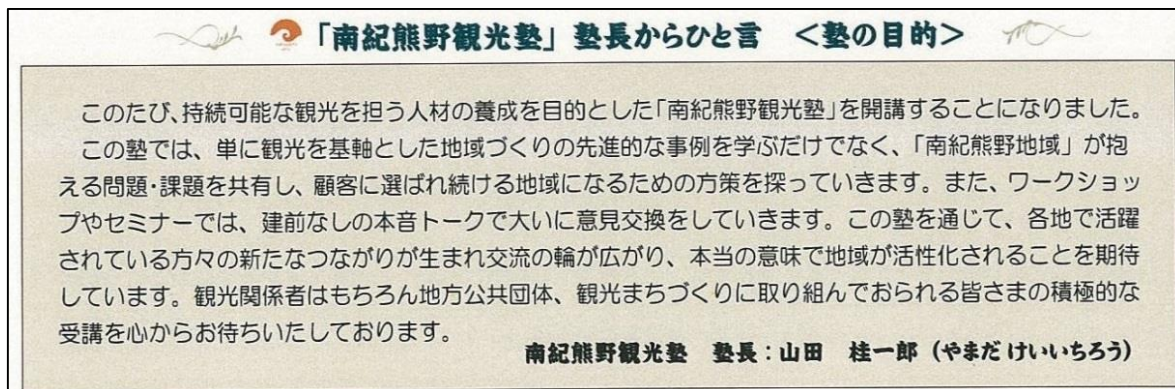 「南紀熊野観光塾」塾長からひと言　＜塾の目的＞
このたび、持続可能な観光を担う人材の養成を目的とした「南紀熊野観光塾」を開講することになりました。
この塾では、単に観光を基軸とした地域づくりの先進的な事例を学ぶだけでなく、「南紀熊野地域」が抱
える問題・課題を共有し、顧客に選ばれ続ける地域になるための方策を探っていきます。また、ワークショッ
プやセミナーでは、建前なしの本音トークで大いに意見交換をしていきます。この塾を通じて、各地で活躍
されている方々の新たなつながりが生まれ交流の輪が広がり、本当の意味で地域が活性化されることを期待
しています。観光関係者はもちろん地方公共団体、観光まちづくりに取り組んでおられる皆さまの積極的な
受講を心からお待ちいたしております。
南紀熊野観光塾　塾長：山田　桂一郎（やまだ けいいちろう）